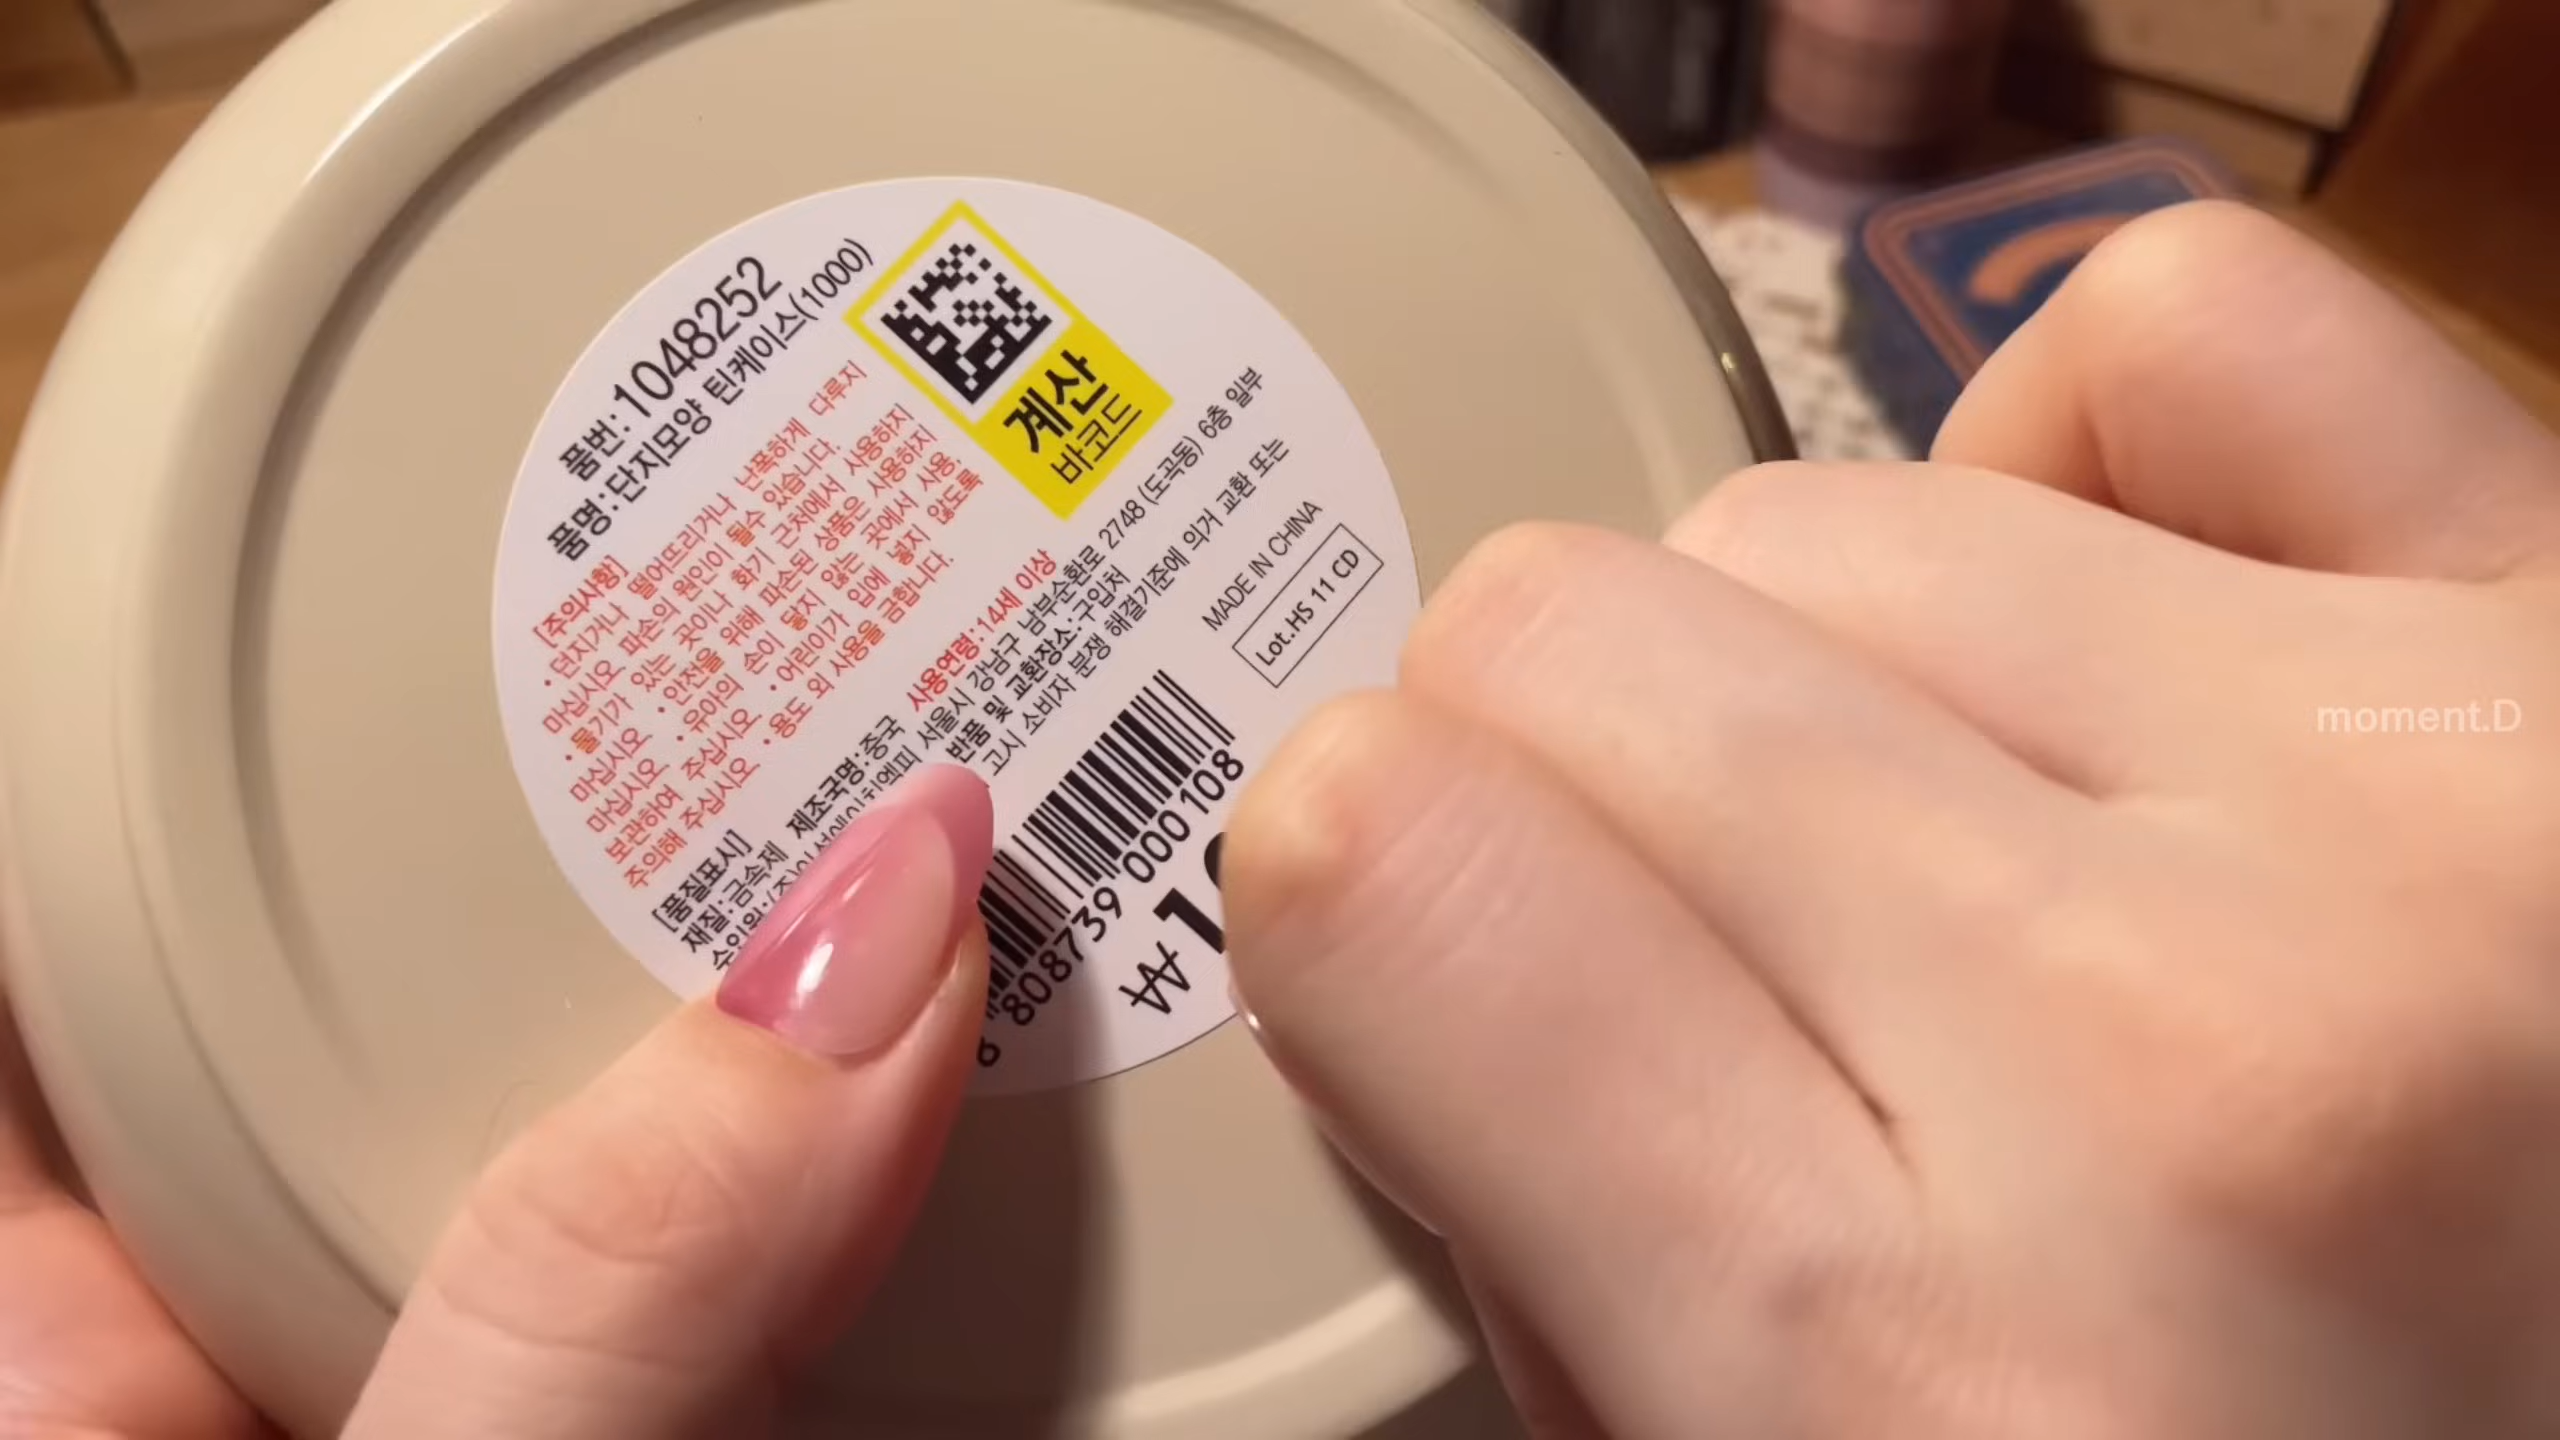 품번:1048252
품명:단지모양 틴케이스(1000)
계산
바코드
[주의사항]
·던지거나 떨어뜨리거나 난폭하게 다루지
마십시오 파손의 원인이 될수 있습니다.
·물기가 있는 곳이나 화기 근처에서 사용하지
마십시오 ·안전을 위해 파손된 상품은 사용하지
마십시오 ·유아의 손이 닿지 않는 곳에서 사용,
보관하여 주십시오 ·어린이가 입에 넣지 않도록
주의해 주십시오 ·용도 외 사용을 금합니다.
[품질표시]
재질:금속제 제조국명:중국 사용연령:14세 이상
서울시 강남구 남부순환로 2748 (도곡동) 6층 일부
반품 및 교환장소:구입처
고시 소비자 분쟁 해결기준에 의거 교환 또는
MADE IN CHINA
Lot.HS 11 CD
8 808739 000108
₩1
moment.D